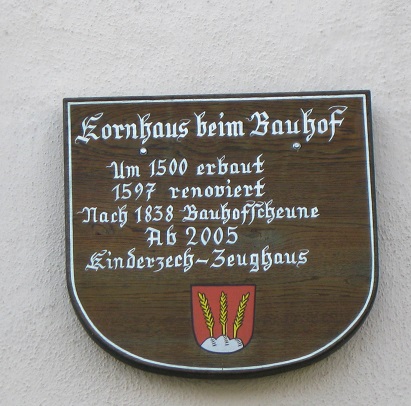 Kornhaus beim Bauhof
Um 1500 erbaut
1597 renoviert
Nach 1838 Bauhofscheune
Ab 2005
Kinderzech-Zeughaus